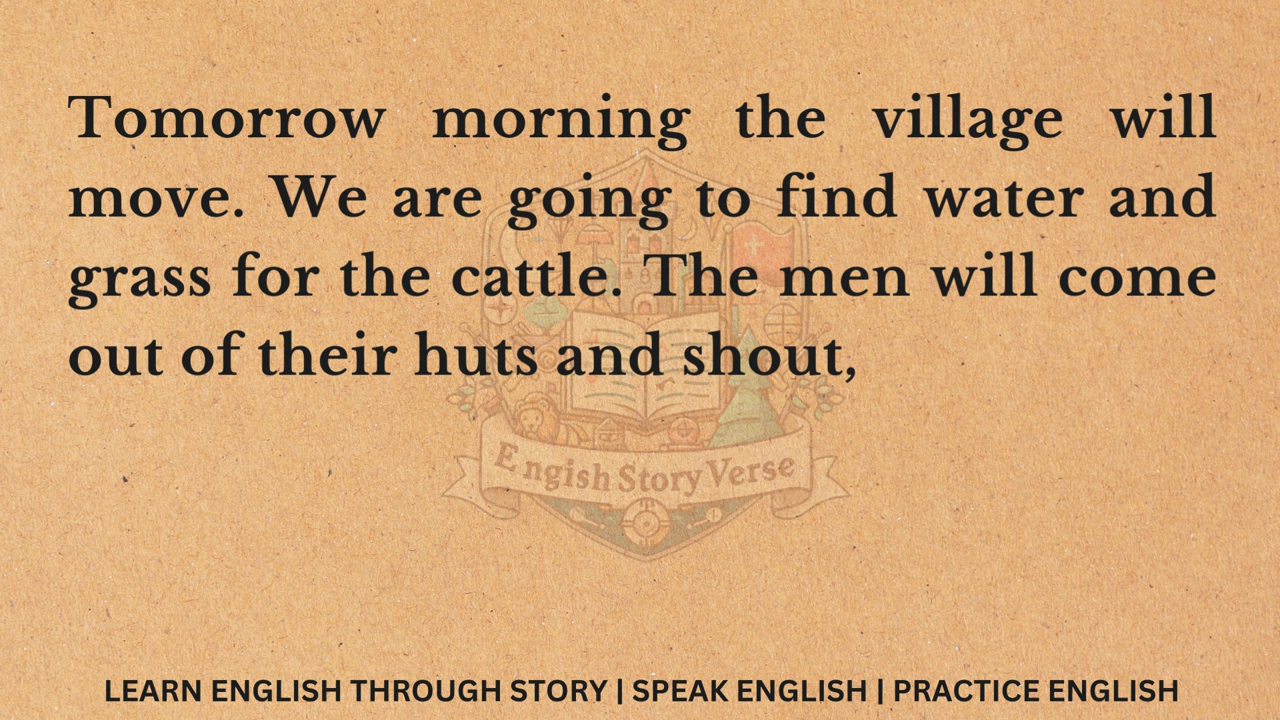 Tomorrow morning the village will
move. We are going to find water and
grass for the cattle. The men will come
out of their huts and shout,
Engish Story Verse
LEARN ENGLISH THROUGH STORY | SPEAK ENGLISH | PRACTICE ENGLISH